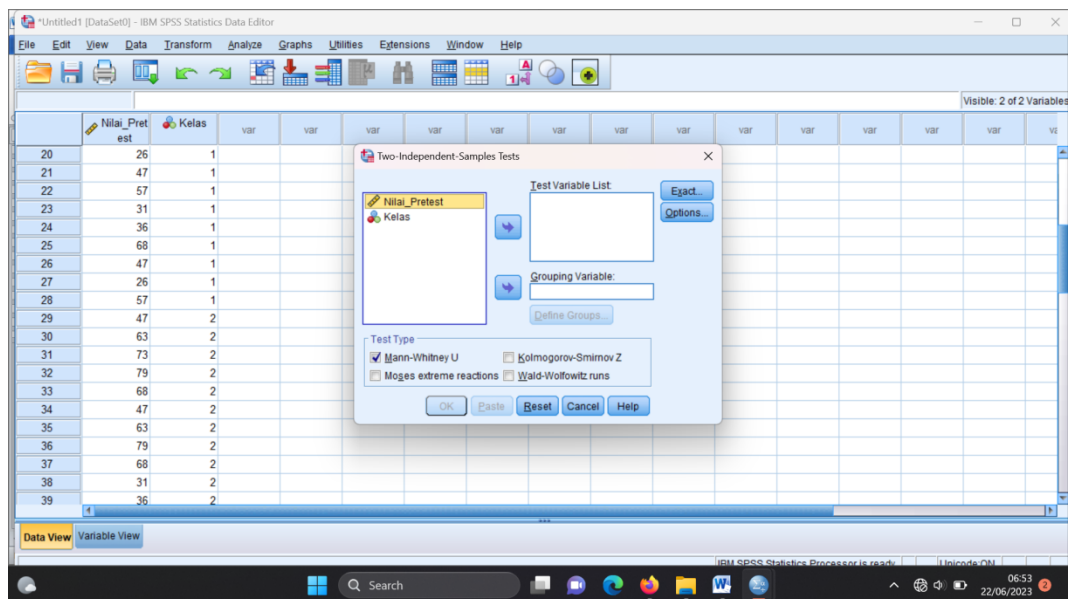 *Untitled1 [DataSet0] - IBM SPSS Statistics Data Editor
File Edit View Data Transform Analyze Graphs Utilities Extensions Window Help
Visible: 2 of 2 Variables
Nilai_Pret
est
Kelas var var var var var var var var var var var var var va
20 26 1
21 47 1
22 57 1
23 31 1
24 36 1
25 68 1
26 47 1
27 26 1
28 57 1
29 47 2
30 63 2
31 73 2
32 79 2
33 68 2
34 47 2
35 63 2
36 79 2
37 68 2
38 31 2
39 36 2
Two-Independent-Samples Tests
Nilai_Pretest
Kelas
Test Variable List:
Exact...
Options...
Grouping Variable:
Define Groups...
Test Type
Mann-Whitney U Kolmogorov-Smirnov Z
Moses extreme reactions Wald-Wolfowitz runs
OK Paste Reset Cancel Help
Data View Variable View
IBM SPSS Statistics Processor is ready Unicode:ON
Search
06:53
22/06/2023
2